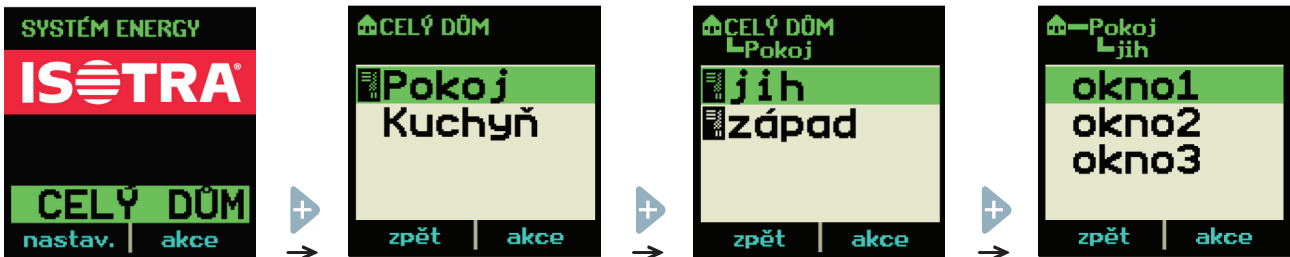 SYSTÉM ENERGY
ISOTRA®
CELÝ DŮM
nastav. akce
CELÝ DŮM
Pokoj
Kuchyň
zpět akce
CELÝ DŮM
Pokoj
jih
západ
zpět akce
Pokoj
jih
okno1
okno2
okno3
zpět akce